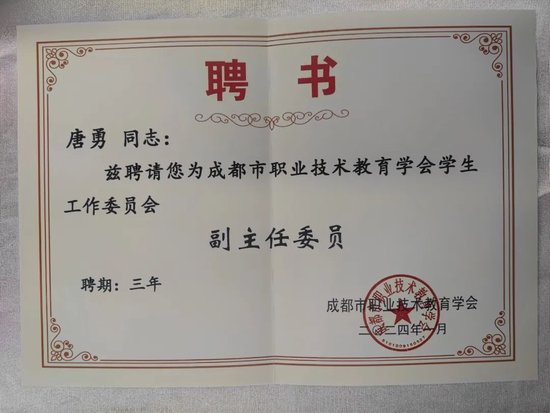 聘 书
唐勇 同志：
兹聘请您为成都市职业技术教育学会学生
工作委员会
副主任委员
聘期：三年
成都市职业技术教育学会
二〇二四年 月